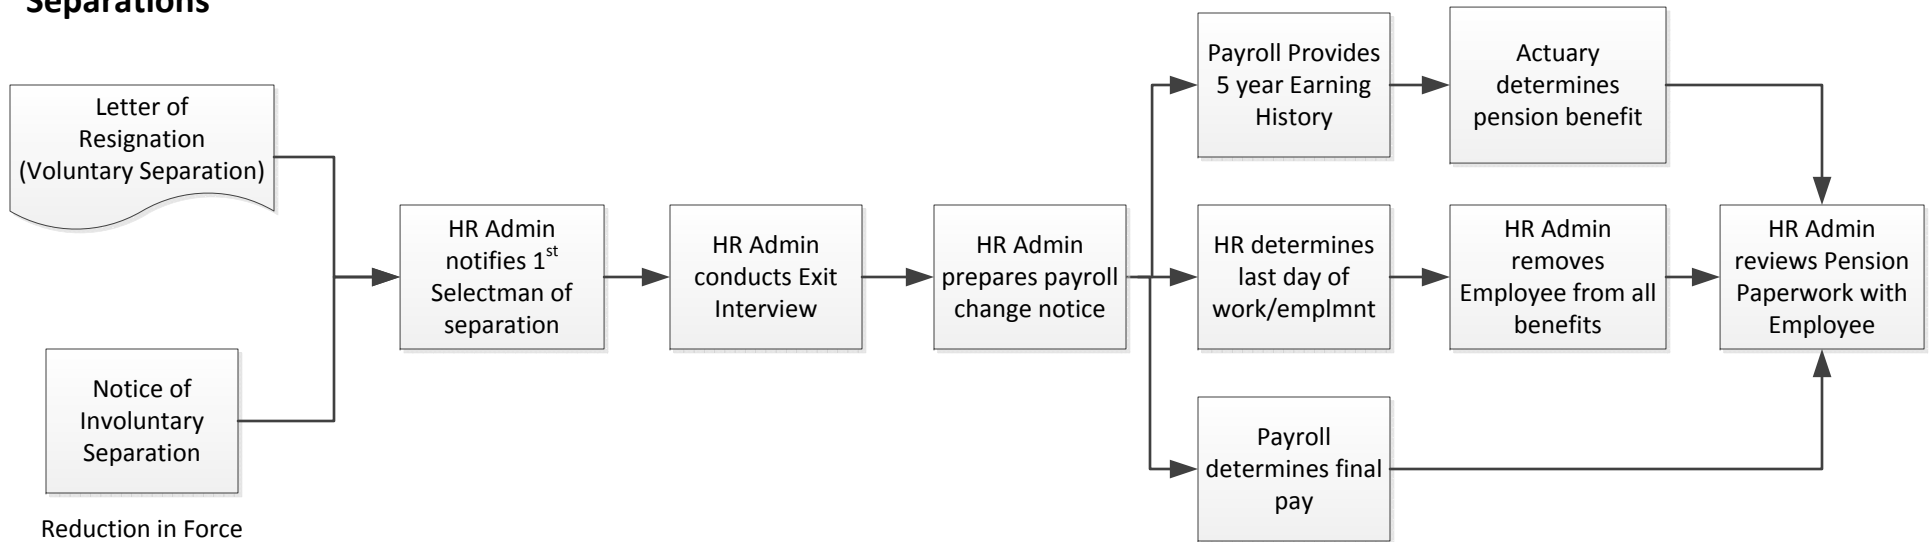 Separations
Letter of
Resignation
(Voluntary Separation)
Notice of
Involuntary
Separation
Reduction in Force
HR Admin
notifies 1st
Selectman of
separation
HR Admin
conducts Exit
Interview
HR Admin
prepares payroll
change notice
Payroll Provides
5 year Earning
History
Actuary
determines
pension benefit
HR determines
last day of
work/emplmnt
HR Admin
removes
Employee from all
benefits
HR Admin
reviews Pension
Paperwork with
Employee
Payroll
determines final
pay